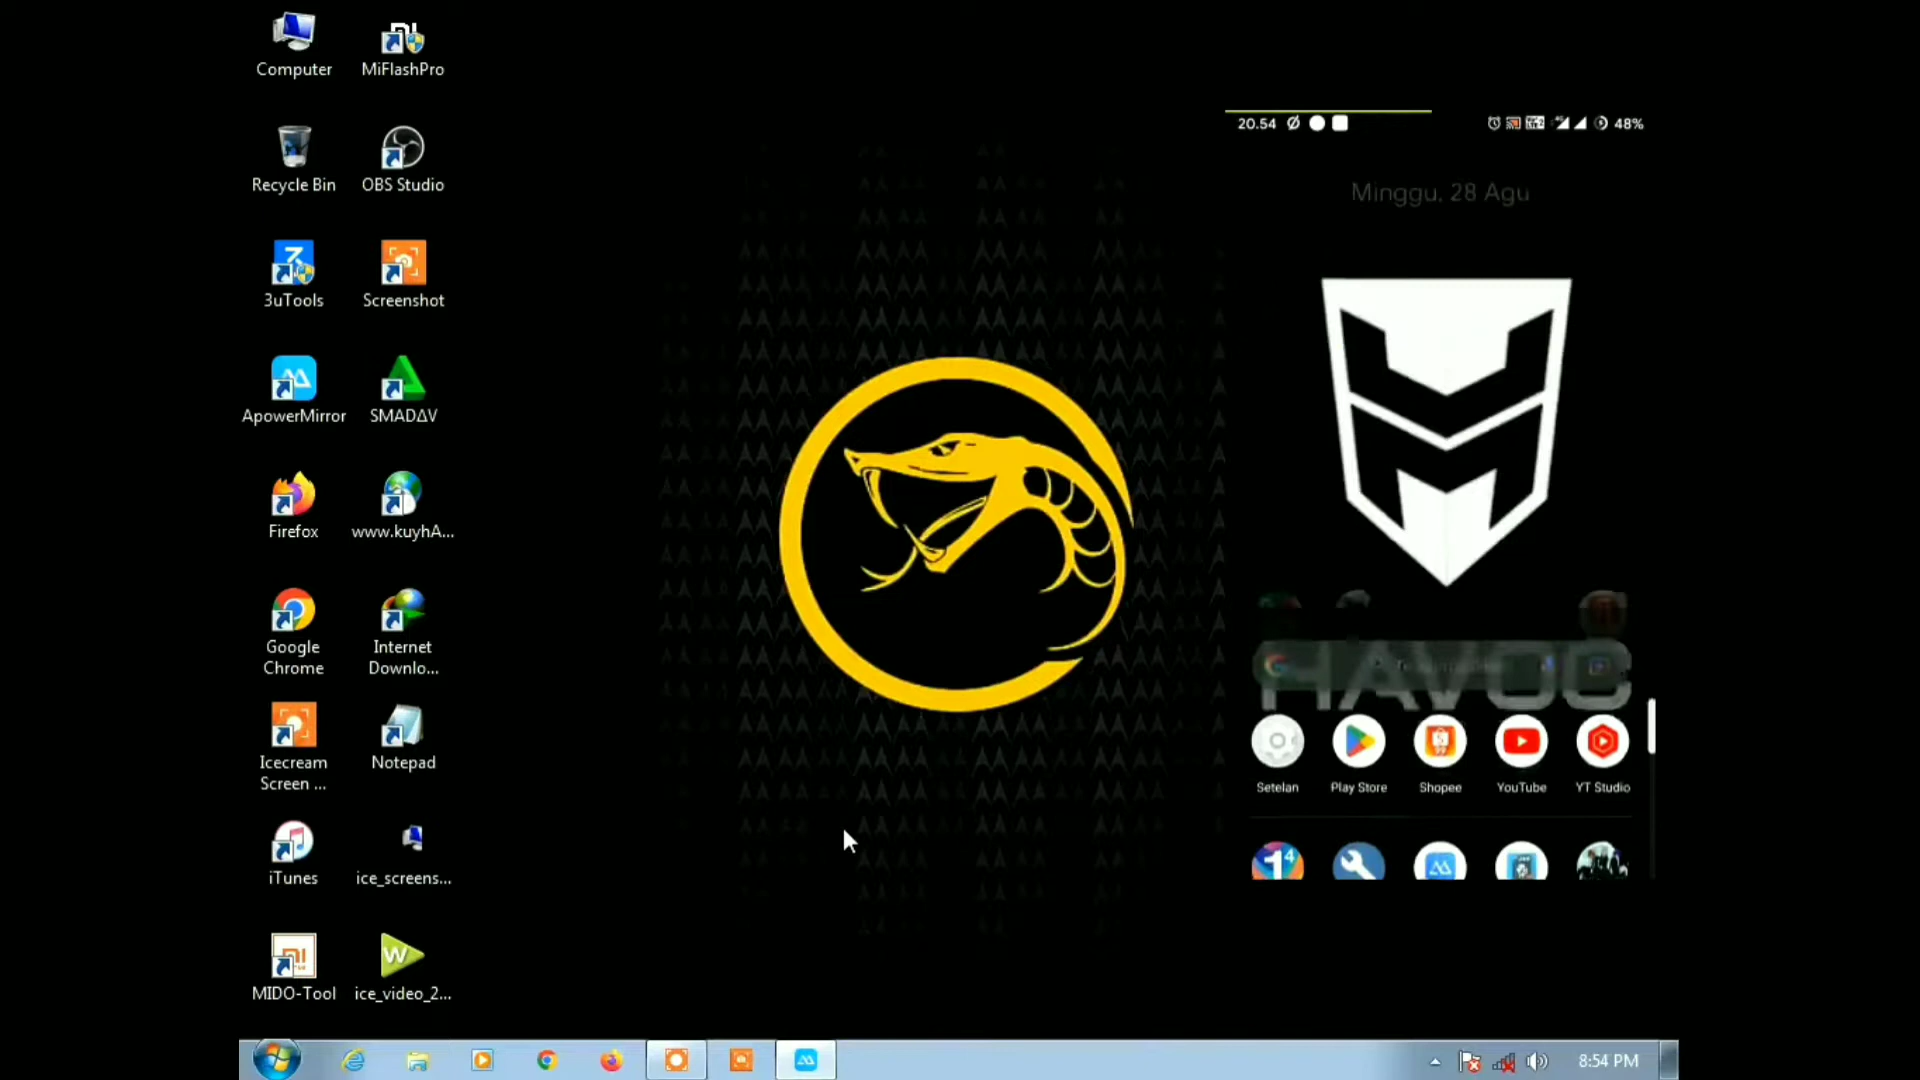 Computer
MiFlashPro
Recycle Bin
OBS Studio
3uTools
Screenshot
ApowerMirror
SMADΔV
Firefox
www.kuyhA...
Google
Chrome
Internet
Downlo...
Icecream
Screen ...
Notepad
iTunes
ice_screens...
MIDO-Tool
ice_video_2...
20.54
48%
Minggu, 28 Agu
HAVOC
Setelan
Play Store
Shopee
YouTube
YT Studio
8:54 PM